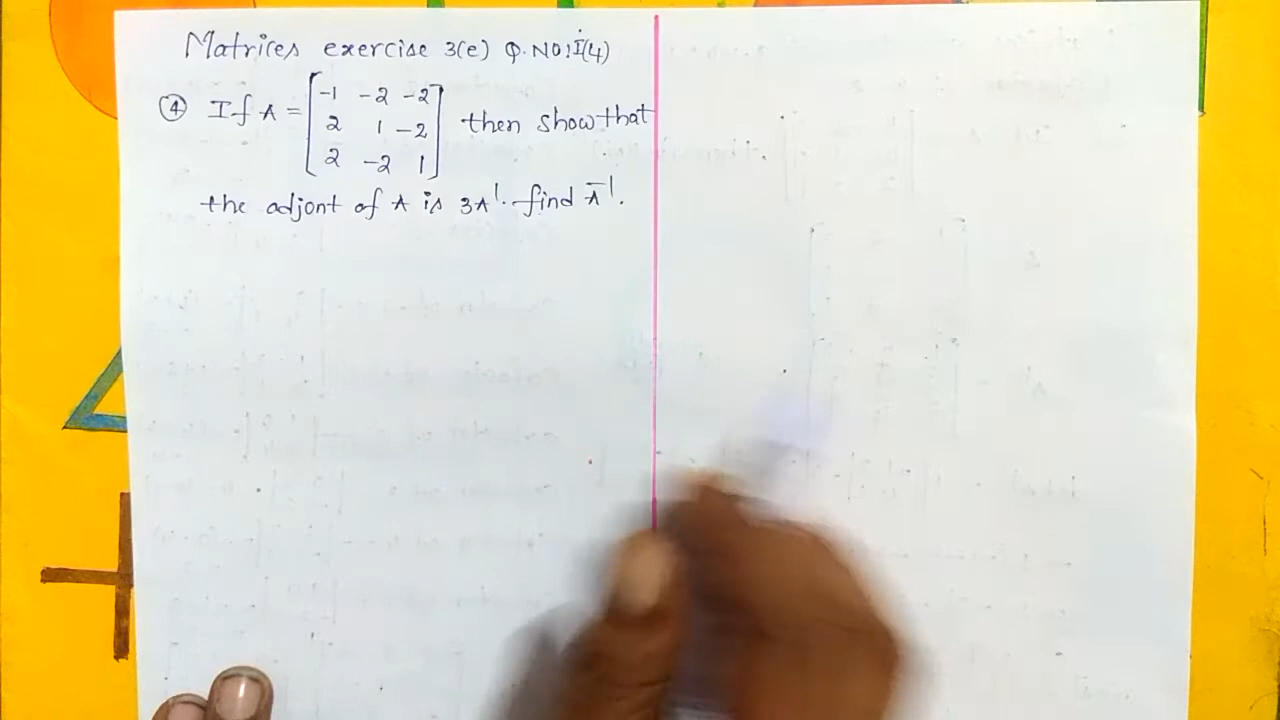 Matrices exercise 3(e) Q.NO:I(4)
④ If A = [-1 -2 -2
2 1 -2
2 -2 1] then show that
the adjont of A is 3A'. find A⁻¹.